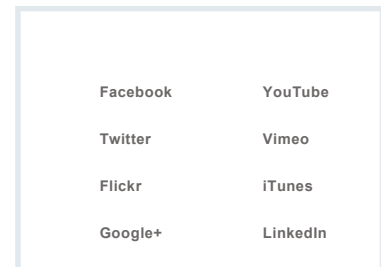 Facebook YouTube
Twitter Vimeo
Flickr iTunes
Google+ LinkedIn